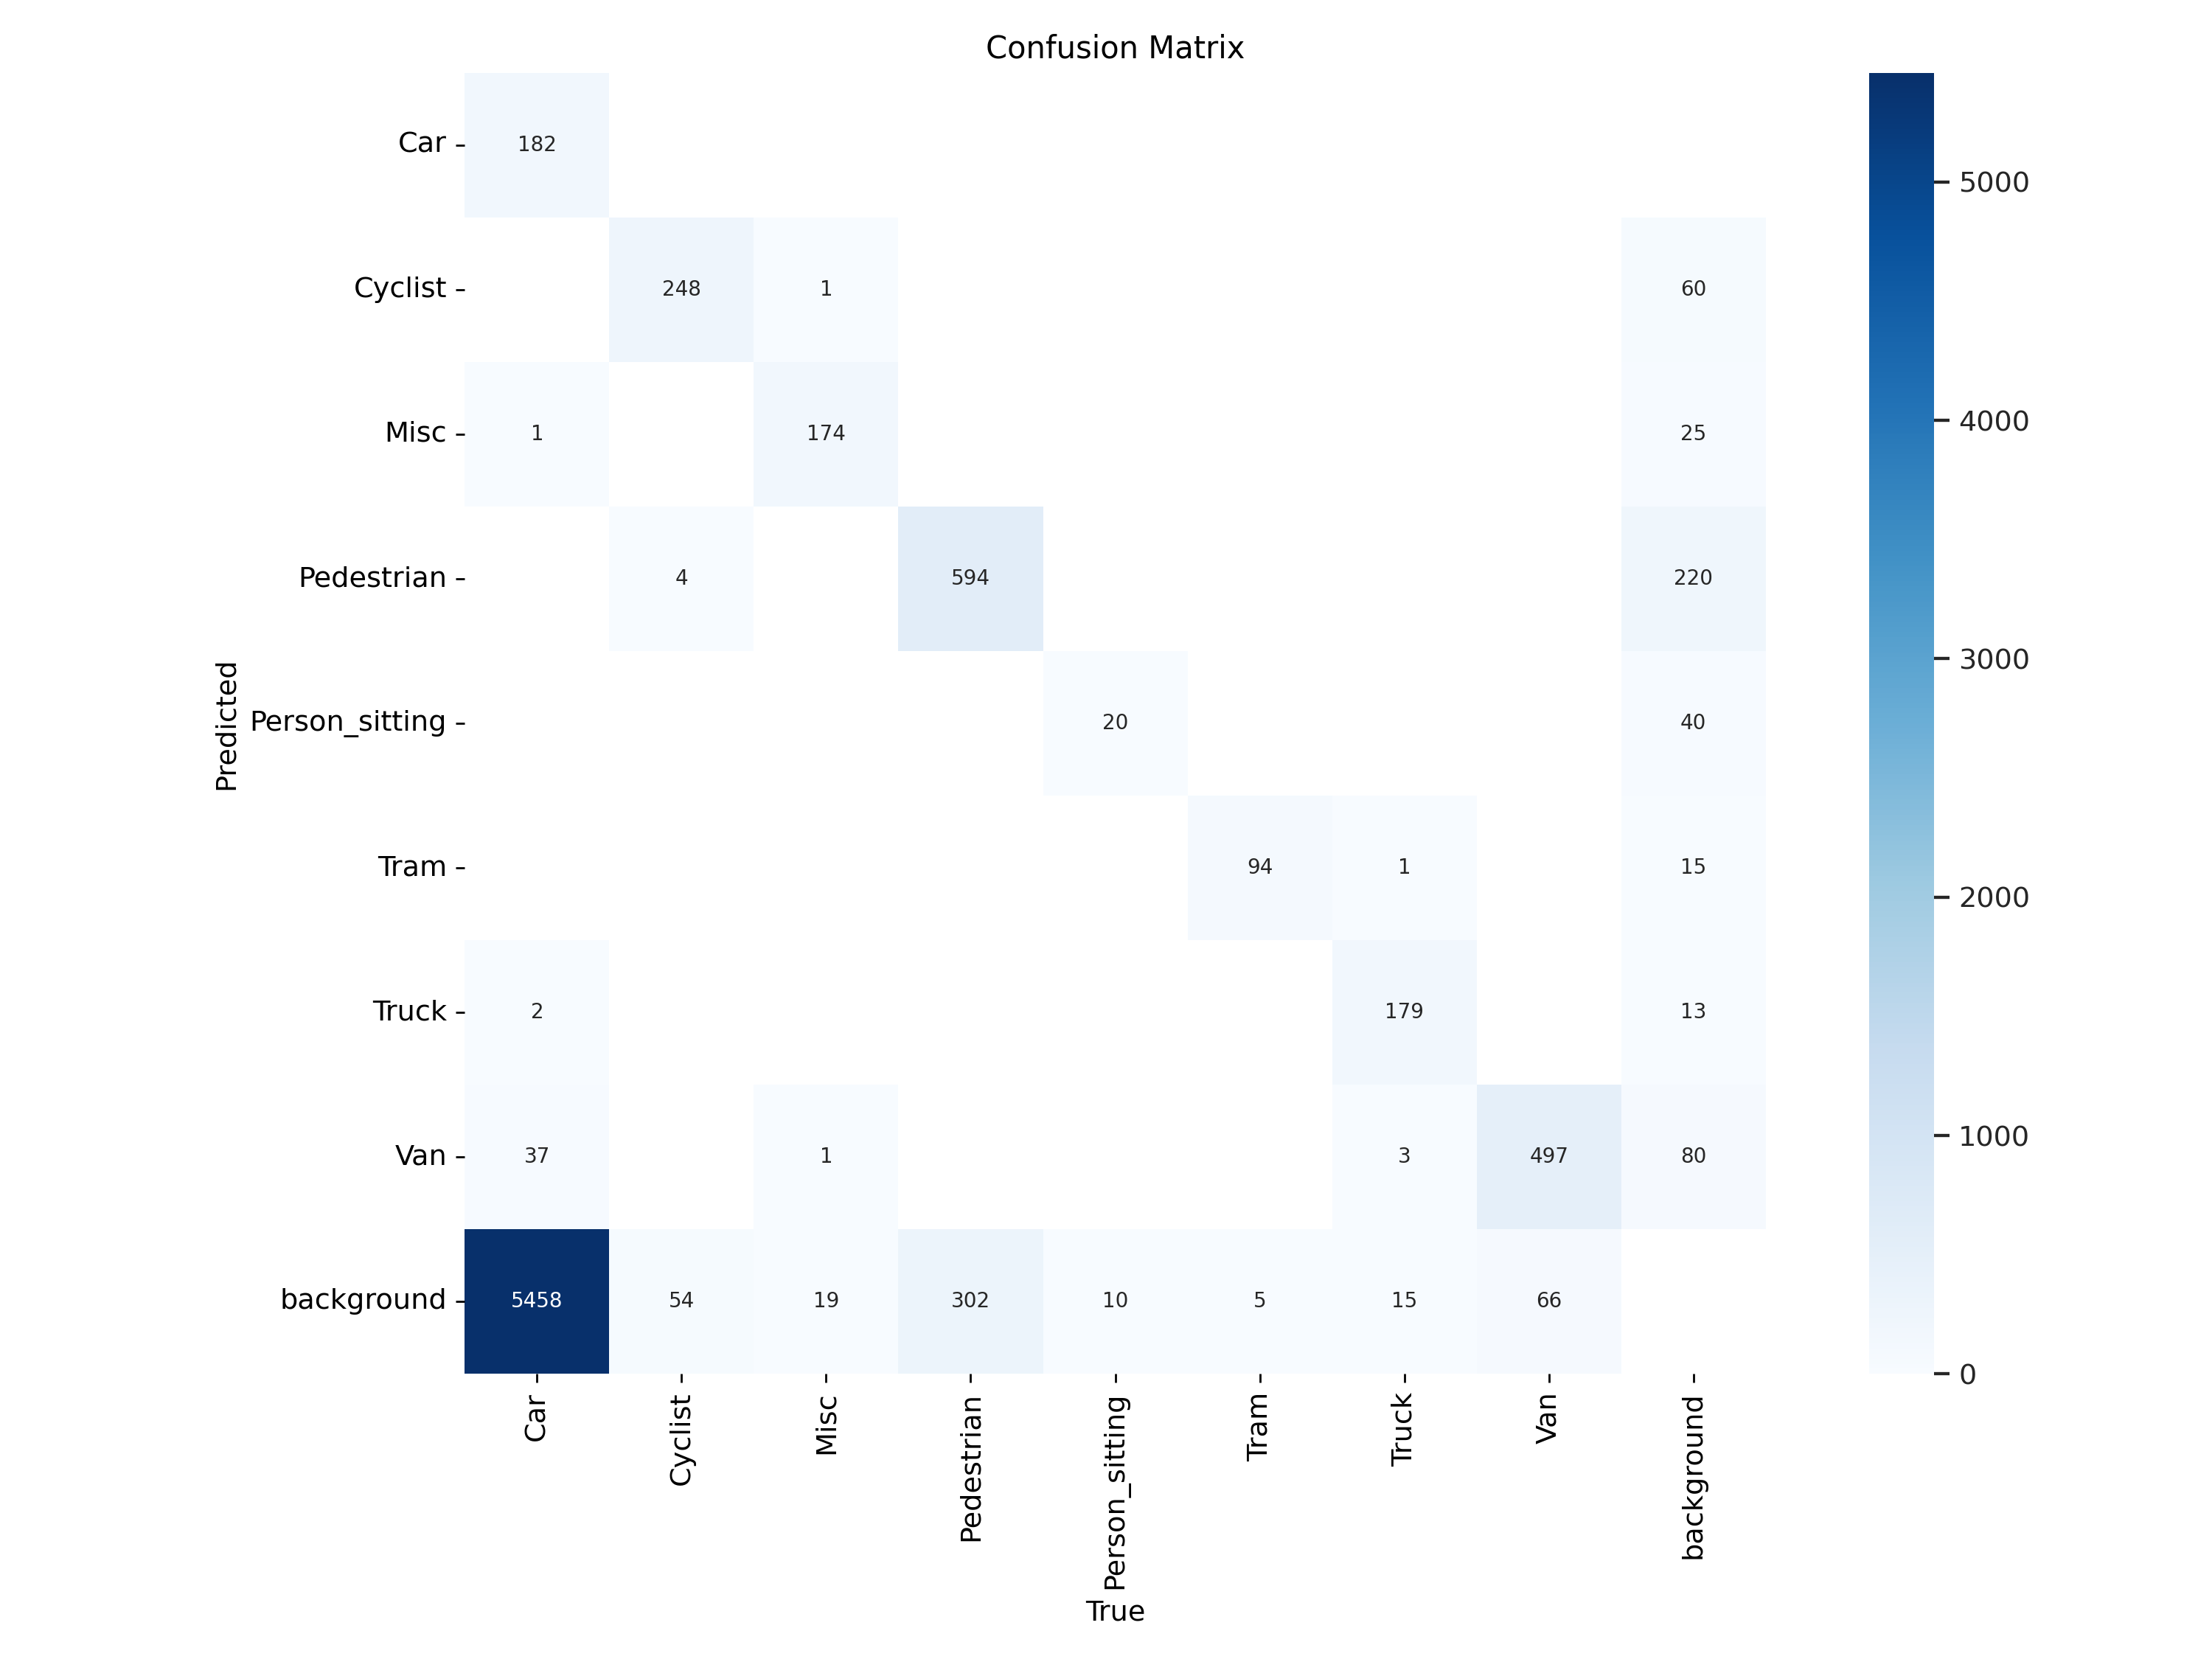 Confusion Matrix
Car 182
Cyclist 248 1 60
Misc 1 174 25
Pedestrian 4 594 220
Person_sitting 20 40
Tram 94 1 15
Truck 2 179 13
Van 37 1 3 497 80
background 5458 54 19 302 10 5 15 66
Predicted
Car Cyclist Misc Pedestrian Person_sitting Tram Truck Van background
True
5000
4000
3000
2000
1000
0